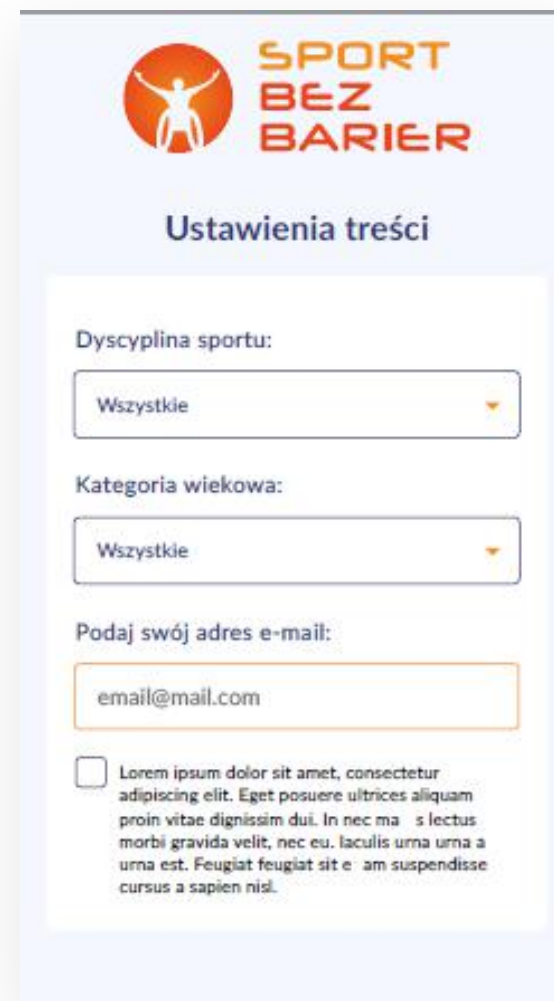 SPORT
BEZ
BARIER
Ustawienia treści
Dyscyplina sportu:
Wszystkie
Kategoria wiekowa:
Wszystkie
Podaj swój adres e-mail:
email@mail.com
Lorem ipsum dolor sit amet, consectetur
adipiscing elit. Eget posuere ultrices aliquam
proin vitae dignissim dui. In nec ma s lectus
morbi gravida velit, nec eu. Iaculis urna urna a
urna est. Feugiat feugiat sit e am suspendisse
cursus a sapien nisl.